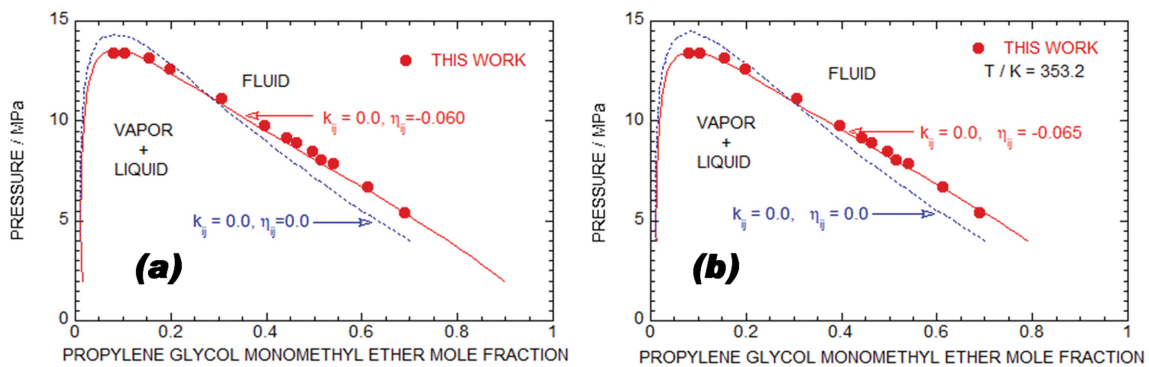 15
10
5
0
PRESSURE / MPa
THIS WORK
FLUID
VAPOR
+
LIQUID
kij = 0.0, ηij=-0.060
kij = 0.0, ηij=0.0
(a)
0 0.2 0.4 0.6 0.8 1
PROPYLENE GLYCOL MONOMETHYL ETHER MOLE FRACTION
15
10
5
0
PRESSURE / MPa
THIS WORK
T / K = 353.2
FLUID
VAPOR
+
LIQUID
kij = 0.0, ηij = -0.065
kij = 0.0, ηij = 0.0
(b)
0 0.2 0.4 0.6 0.8 1
PROPYLENE GLYCOL MONOMETHYL ETHER MOLE FRACTION